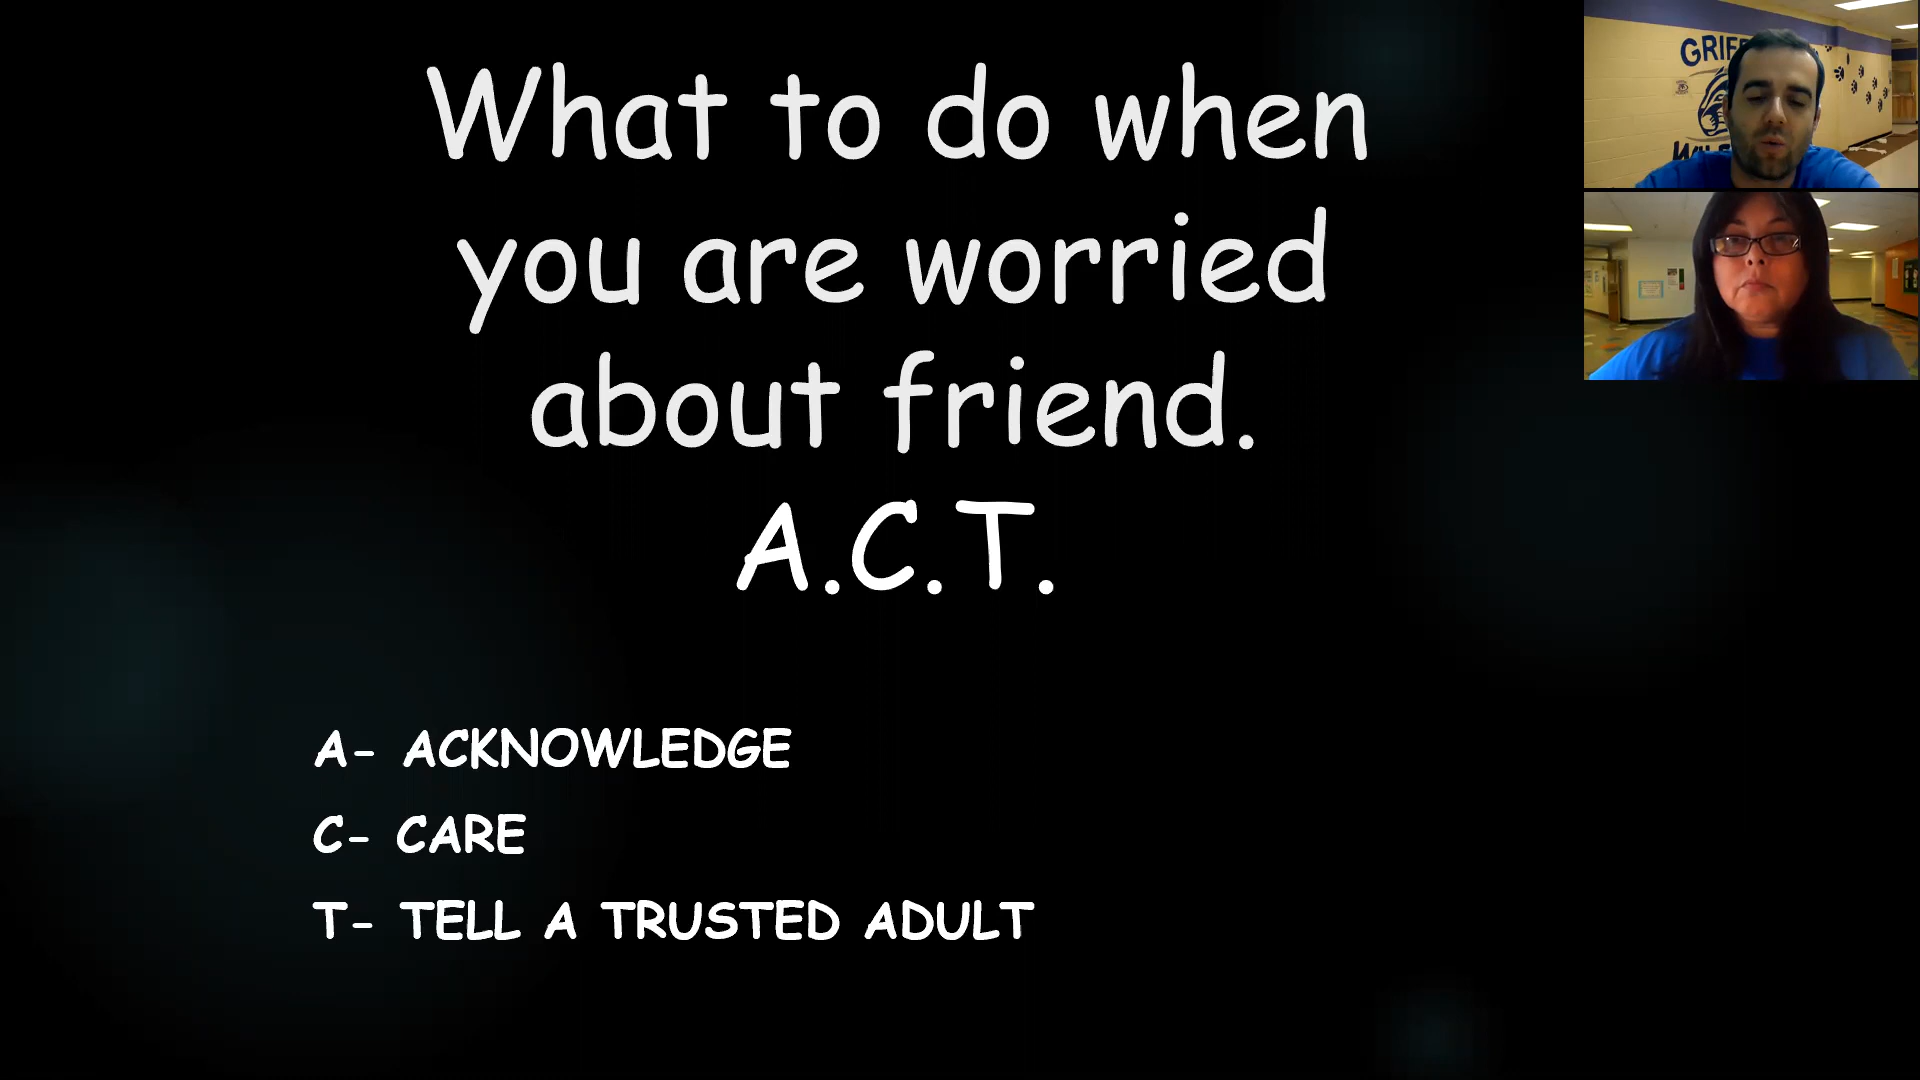 What to do when
you are worried
about friend.
A.C.T.
A- ACKNOWLEDGE
C- CARE
T- TELL A TRUSTED ADULT